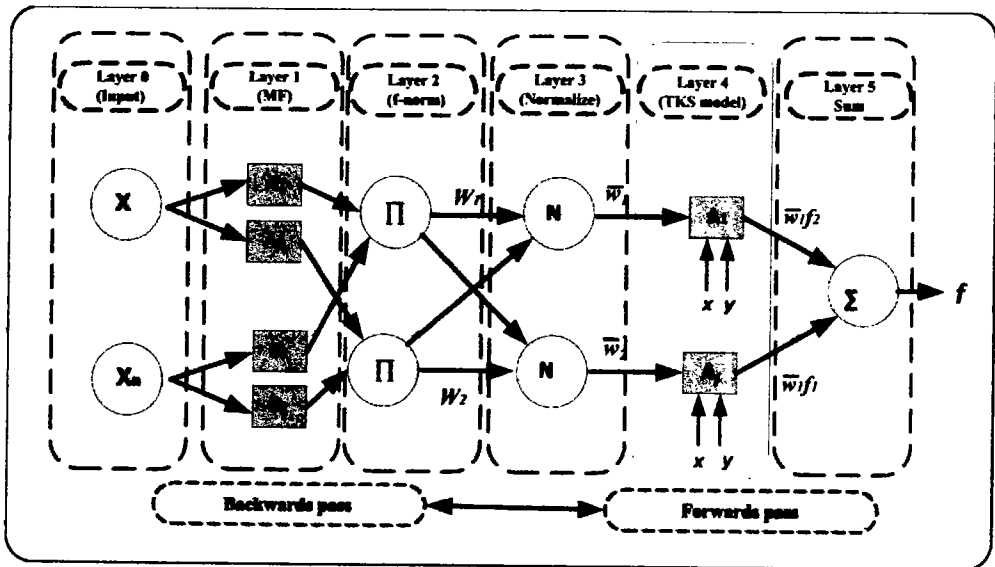 Layer 0
(Input)
Layer 1
(MF)
Layer 2
(f-norm)
Layer 3
(Normalize)
Layer 4
(TKS model)
Layer 5
Sum
X
Π
W₁
N
w̅₁
x y
w̅₁f₂
Σ
f
Xₙ
Π
W₂
N
w̅₂
x y
w̅₁f₁
Backwards pass
Forwards pass